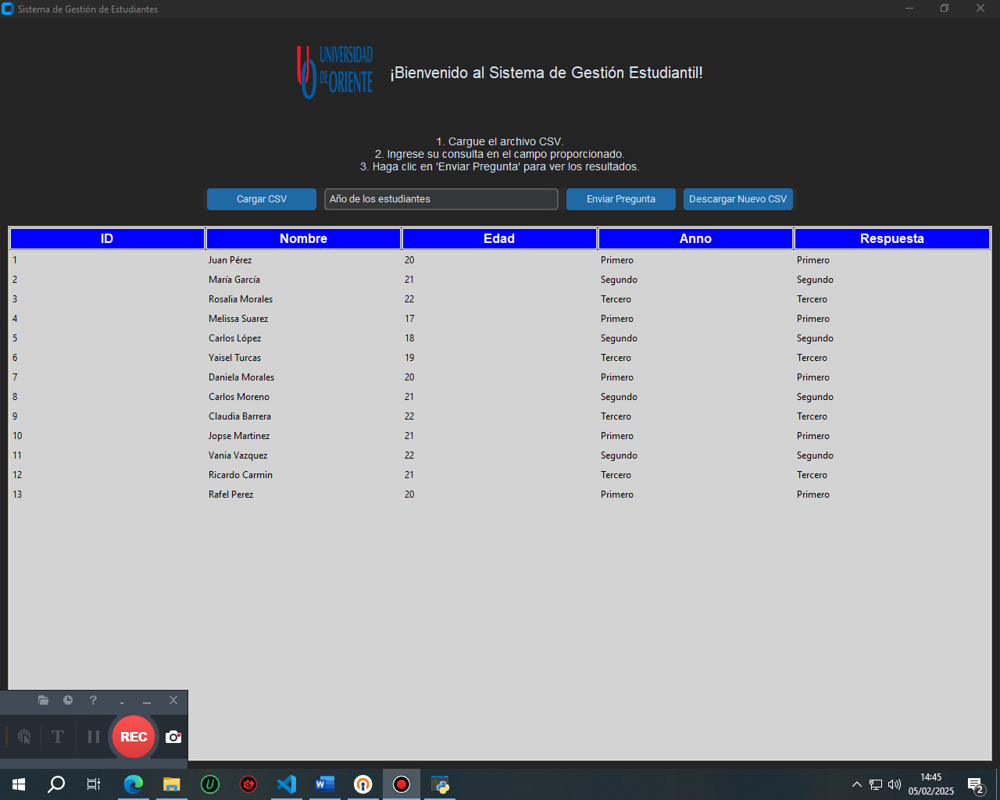 Sistema de Gestión de Estudiantes
UNIVERSIDAD
DE ORIENTE
¡Bienvenido al Sistema de Gestión Estudiantil!
1. Cargue el archivo CSV.
2. Ingrese su consulta en el campo proporcionado.
3. Haga clic en 'Enviar Pregunta' para ver los resultados.
Cargar CSV Año de los estudiantes Enviar Pregunta Descargar Nuevo CSV
ID Nombre Edad Anno Respuesta
1 Juan Pérez 20 Primero Primero
2 María García 21 Segundo Segundo
3 Rosalia Morales 22 Tercero Tercero
4 Melissa Suarez 17 Primero Primero
5 Carlos López 18 Segundo Segundo
6 Yaisel Turcas 19 Tercero Tercero
7 Daniela Morales 20 Primero Primero
8 Carlos Moreno 21 Segundo Segundo
9 Claudia Barrera 22 Tercero Tercero
10 Jopse Martinez 21 Primero Primero
11 Vania Vazquez 22 Segundo Segundo
12 Ricardo Carmin 21 Tercero Tercero
13 Rafel Perez 20 Primero Primero
?
T REC
14:45
05/02/2025
2